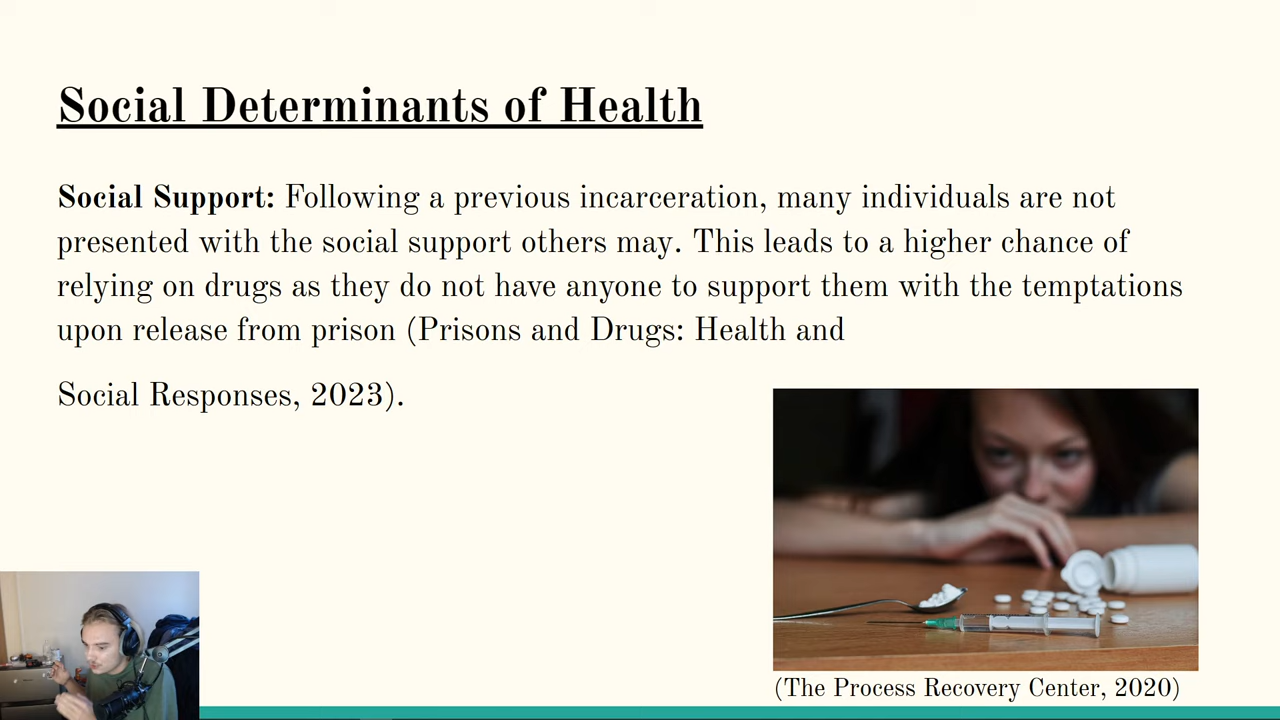 Social Determinants of Health
Social Support: Following a previous incarceration, many individuals are not
presented with the social support others may. This leads to a higher chance of
relying on drugs as they do not have anyone to support them with the temptations
upon release from prison (Prisons and Drugs: Health and
Social Responses, 2023).
(The Process Recovery Center, 2020)